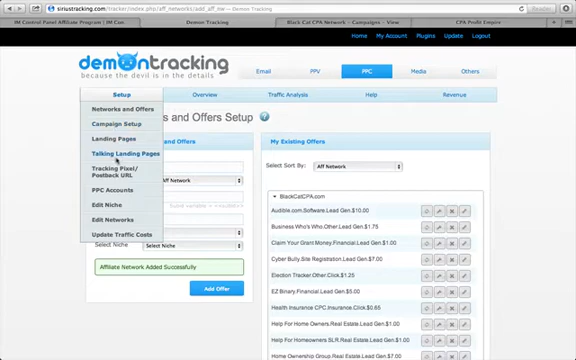 siriustracking.com/tracker/aff_networks/add_aff_net — Demon Tracking
Reader
IM Control Panel Affiliate Program | IM Con...
Demon Tracking
Black Cat CPA Network - Campaigns - View
CPA Profit Empire
Home My Account Plugins Update Logout
demontracking
because the devil is in the details
Email PPV PPC Media Others
Setup Overview Traffic Analysis Help Revenue
Networks and Offers
Campaign Setup
Landing Pages
Talking Landing Pages
Tracking Pixel/
Postback URL
PPC Accounts
Edit Niche
Edit Networks
Update Traffic Costs
s and Offers Setup
and Offers
Aff Network
Select Niche
Select Niche
Affiliate Network Added Successfully
Add Offer
My Existing Offers
Select Sort By: Aff Network
BlackCatCPA.com
Audible.com.Software.Lead Gen.$10.00
Business Who's Who.Other.Lead Gen.$1.75
Claim Your Grant Money.Financial.Lead Gen.$1.00
Cyber Bully.Site Registration.Lead Gen.$7.00
Election Tracker.Other.Click.$1.25
EZ Binary.Financial.Lead Gen.$5.00
Health Insurance CPC.Insurance.Click.$0.65
Help For Home Owners.Real Estate.Lead Gen.$1.00
Help For Homeowners SLR.Real Estate.Lead Gen.$1.00
Home Ownership Group.Real Estate.Lead Gen.$7.00